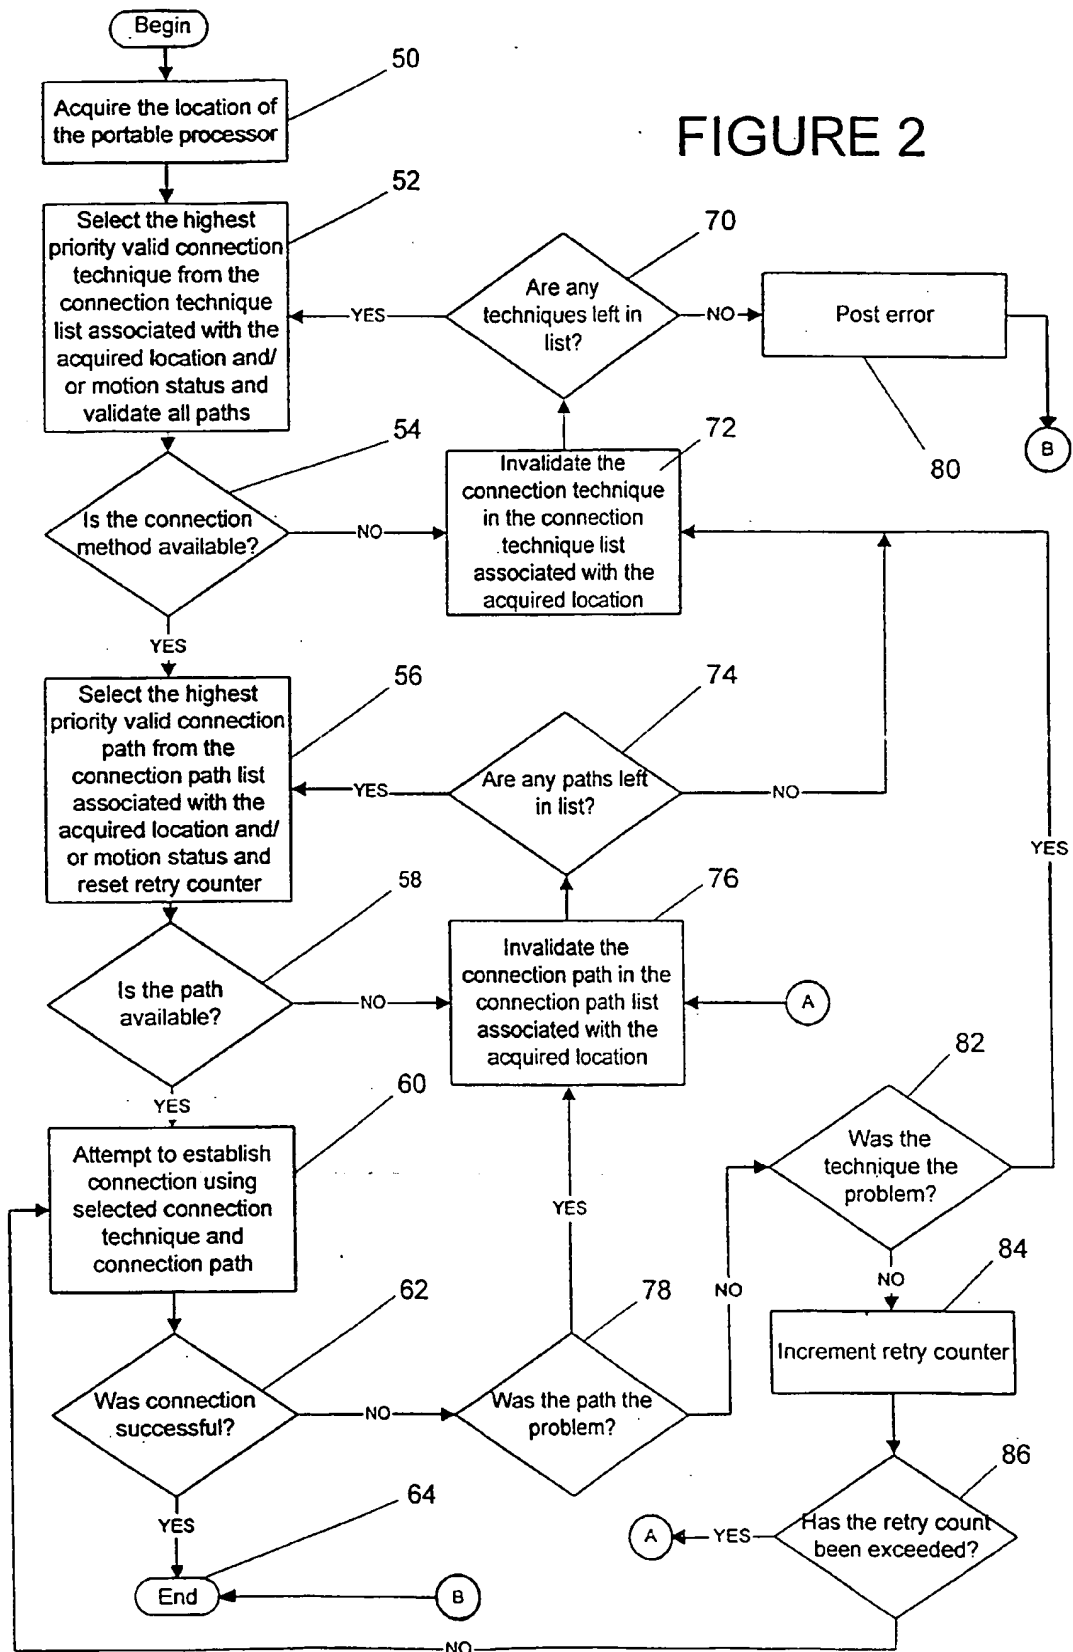 Begin
50
Acquire the location of
the portable processor
FIGURE 2
52
Select the highest
priority valid connection
technique from the
connection technique
list associated with the
acquired location and/
or motion status and
validate all paths
70
Are any
techniques left in
list?
YES
NO
Post error
80
B
54
Is the connection
method available?
NO
YES
72
Invalidate the
connection technique
in the connection
technique list
associated with the
acquired location
56
Select the highest
priority valid connection
path from the
connection path list
associated with the
acquired location and/
or motion status and
reset retry counter
74
Are any paths left
in list?
YES
NO
YES
58
Is the path
available?
NO
YES
76
Invalidate the
connection path in the
connection path list
associated with the
acquired location
A
60
Attempt to establish
connection using
selected connection
technique and
connection path
82
Was the
technique the
problem?
YES
NO
NO
62
Was connection
successful?
NO
YES
78
Was the path the
problem?
84
Increment retry counter
86
Has the retry count
been exceeded?
YES
A
64
End
B
NO